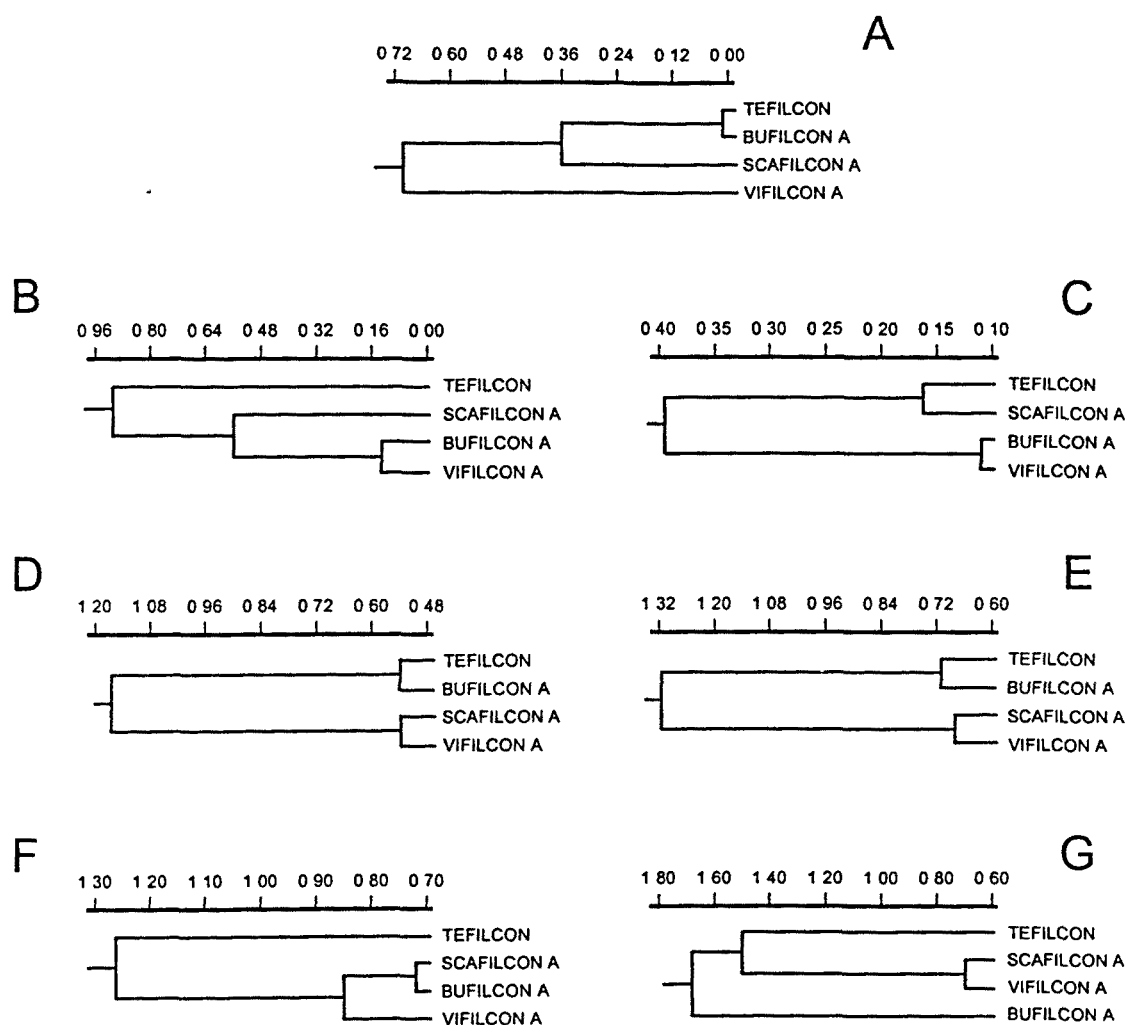 A
0 72 0 60 0 48 0 36 0 24 0 12 0 00
TEFILCON
BUFILCON A
SCAFILCON A
VIFILCON A
B
0 96 0 80 0 64 0 48 0 32 0 16 0 00
TEFILCON
SCAFILCON A
BUFILCON A
VIFILCON A
C
0 40 0 35 0 30 0 25 0 20 0 15 0 10
TEFILCON
SCAFILCON A
BUFILCON A
VIFILCON A
D
1 20 1 08 0 96 0 84 0 72 0 60 0 48
TEFILCON
BUFILCON A
SCAFILCON A
VIFILCON A
E
1 32 1 20 1 08 0 96 0 84 0 72 0 60
TEFILCON
BUFILCON A
SCAFILCON A
VIFILCON A
F
1 30 1 20 1 10 1 00 0 90 0 80 0 70
TEFILCON
SCAFILCON A
BUFILCON A
VIFILCON A
G
1 80 1 60 1 40 1 20 1 00 0 80 0 60
TEFILCON
SCAFILCON A
VIFILCON A
BUFILCON A